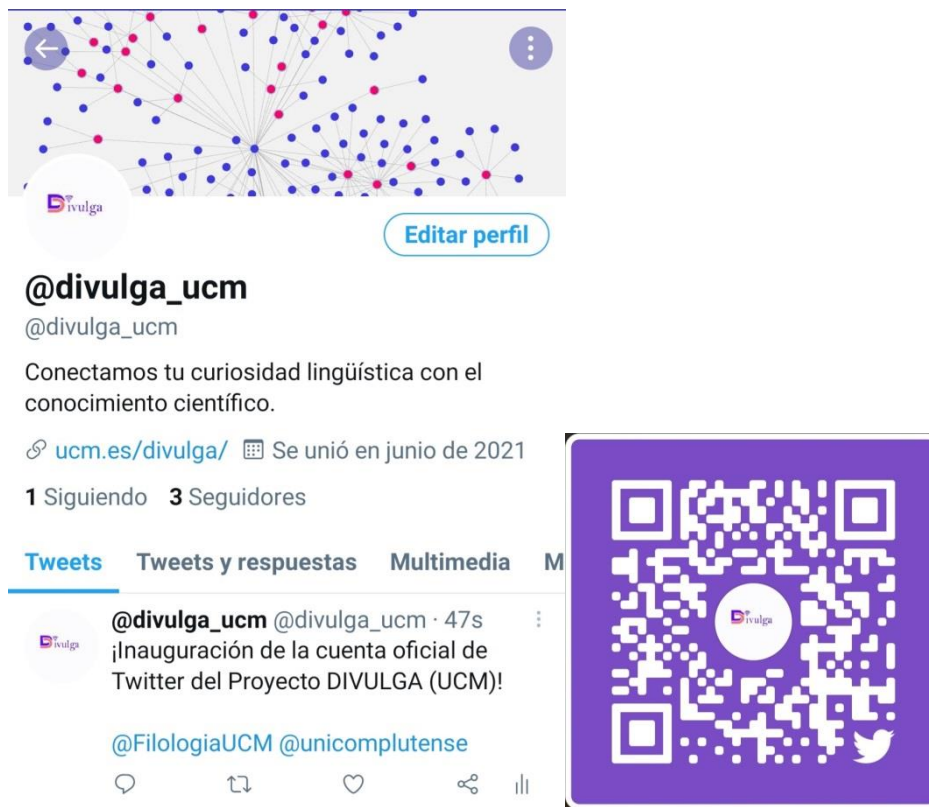 Divulga
Editar perfil
@divulga_ucm
@divulga_ucm
Conectamos tu curiosidad lingüística con el
conocimiento científico.
ucm.es/divulga/ Se unió en junio de 2021
1 Siguiendo 3 Seguidores
Tweets Tweets y respuestas Multimedia M
Divulga
@divulga_ucm @divulga_ucm · 47s
¡Inauguración de la cuenta oficial de
Twitter del Proyecto DIVULGA (UCM)!
@FilologiaUCM @unicomplutense
Divulga